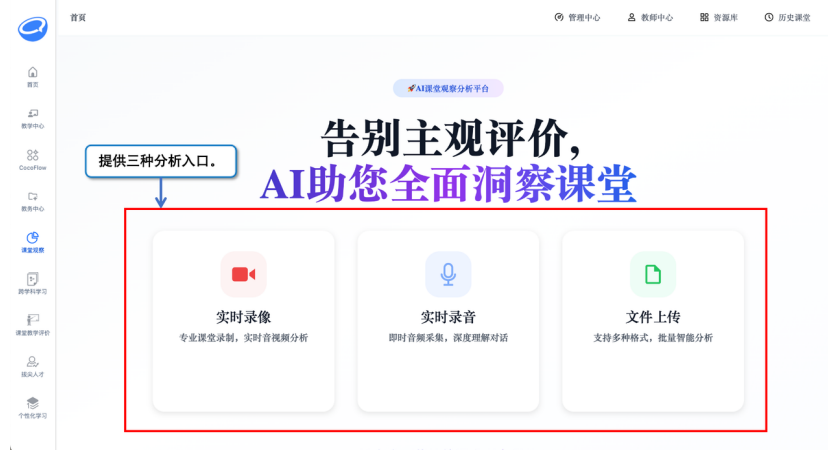 首页
管理中心
教师中心
资源库
历史课堂
首页
教学中心
CocoFlow
教务中心
课堂观察
跨学科学习
课堂教学评价
拔尖人才
个性化学习
🚀AI课堂观察分析平台
告别主观评价,
AI助您全面洞察课堂
提供三种分析入口。
实时录像
专业课堂录制，实时音视频分析
实时录音
即时音频采集，深度理解对话
文件上传
支持多种格式，批量智能分析